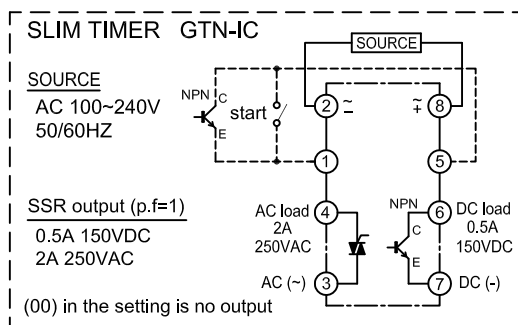 SLIM TIMER GTN-IC
SOURCE
SOURCE
AC 100~240V
50/60HZ
NPN
C
E
start
2
~
−
~
+
8
1
5
SSR output (p.f=1)
0.5A 150VDC
2A 250VAC
AC load
2A
250VAC
4
NPN
C
E
6
DC load
0.5A
150VDC
AC (~)
3
7
DC (-)
(00) in the setting is no output